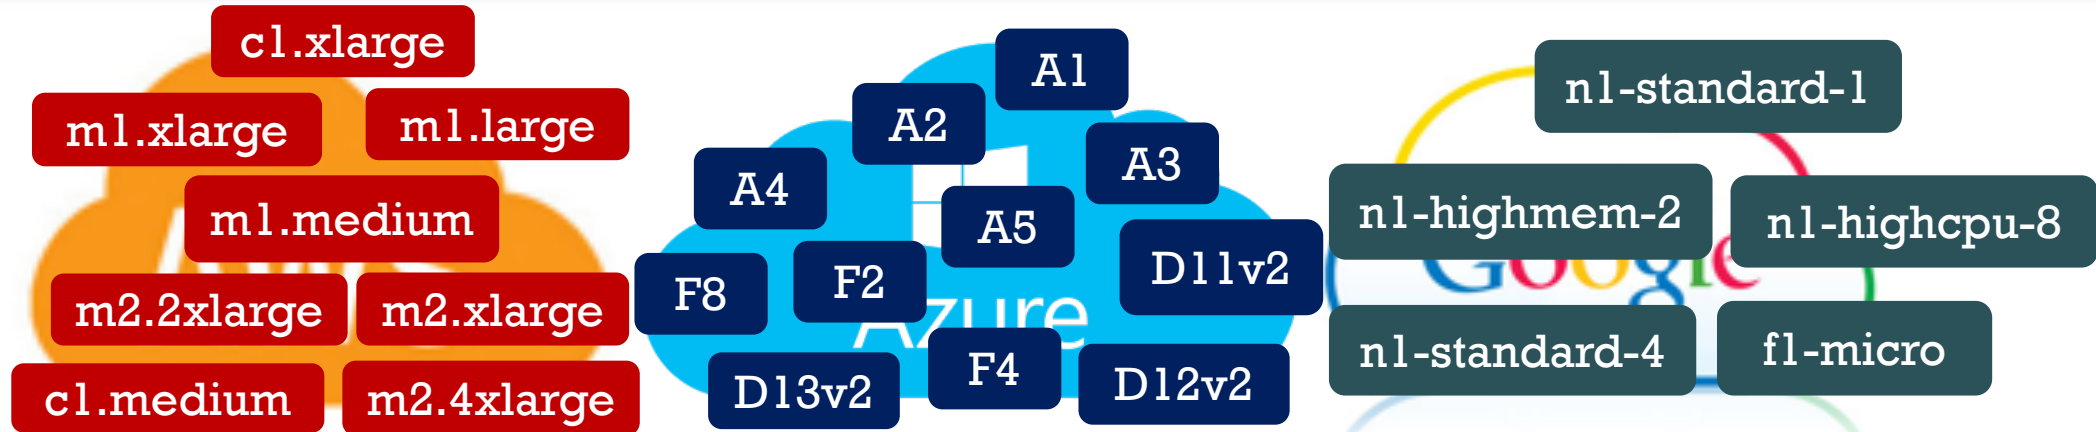 c1.xlarge
m1.xlarge
m1.large
m1.medium
m2.2xlarge
m2.xlarge
c1.medium
m2.4xlarge
A1
A2
A3
A4
A5
D11v2
F8
F2
Azure
F4
D13v2
D12v2
n1-standard-1
n1-highmem-2
n1-highcpu-8
Google
n1-standard-4
f1-micro